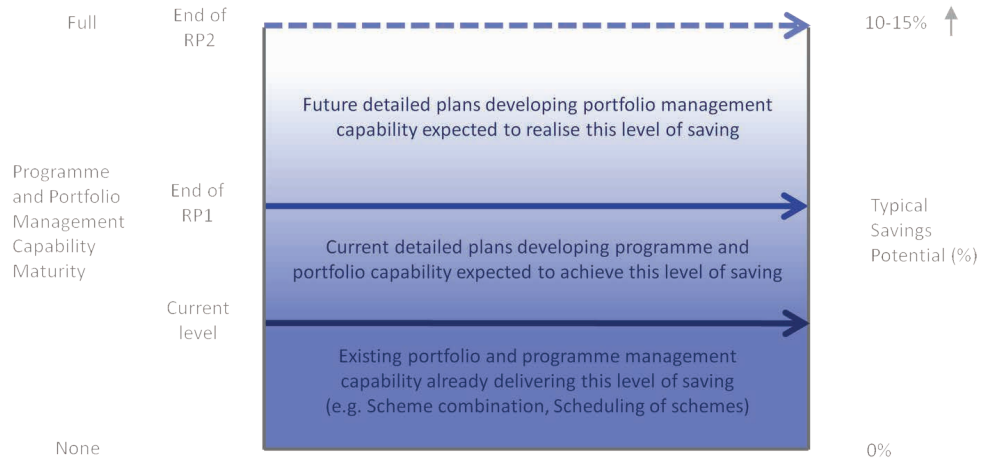 Full
End of
RP2
10-15%
Future detailed plans developing portfolio management
capability expected to realise this level of saving
Programme
and Portfolio
Management
Capability
Maturity
End of
RP1
Typical
Savings
Potential (%)
Current detailed plans developing programme and
portfolio capability expected to achieve this level of saving
Current
level
Existing portfolio and programme management
capability already delivering this level of saving
(e.g. Scheme combination, Scheduling of schemes)
None
0%